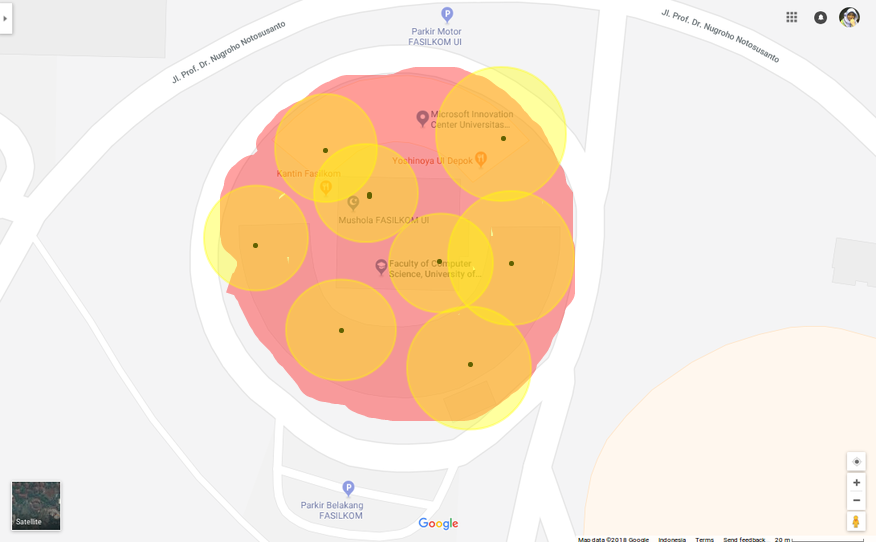 Parkir Motor
FASILKOM UI
Jl. Prof. Dr. Nugroho Notosusanto
Jl. Prof. Dr. Nugroho Notosusanto
Microsoft Innovation
Center Universitas...
Yoshinoya UI Depok
Kantin Fasilkom
Mushola FASILKOM UI
Faculty of Computer
Science, University of...
Parkir Belakang
FASILKOM
Satellite
Google
Map data ©2018 Google Indonesia Terms Send feedback 20 m